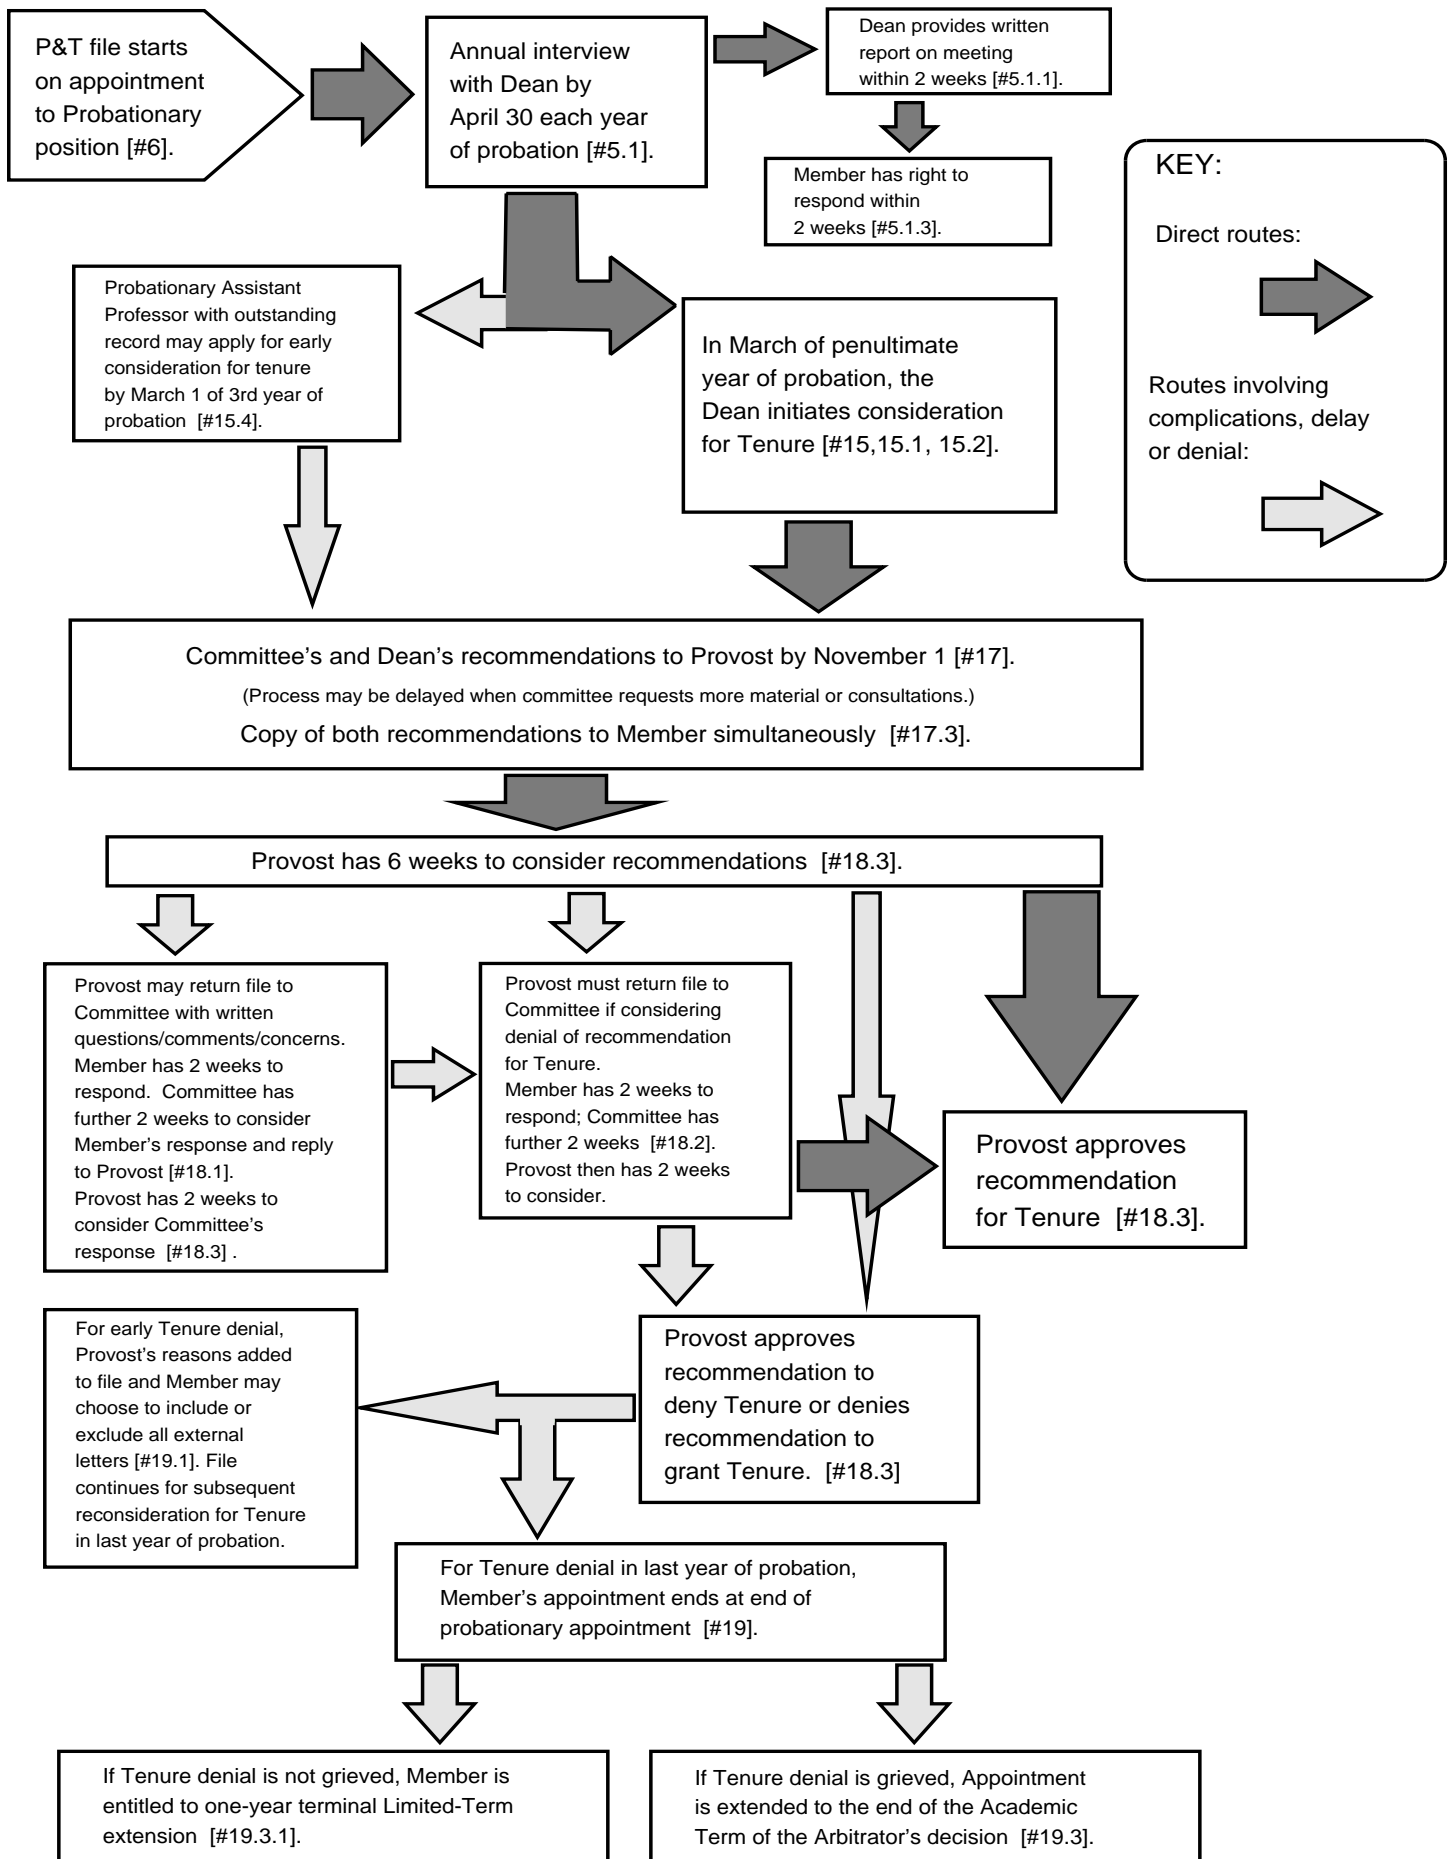 P&T file starts
on appointment
to Probationary
position [#6].
Annual interview
with Dean by
April 30 each year
of probation [#5.1].
Dean provides written
report on meeting
within 2 weeks [#5.1.1].
Member has right to
respond within
2 weeks [#5.1.3].
KEY:
Direct routes:
Routes involving
complications, delay
or denial:
Probationary Assistant
Professor with outstanding
record may apply for early
consideration for tenure
by March 1 of 3rd year of
probation [#15.4].
In March of penultimate
year of probation, the
Dean initiates consideration
for Tenure [#15,15.1, 15.2].
Committee’s and Dean’s recommendations to Provost by November 1 [#17].
(Process may be delayed when committee requests more material or consultations.)
Copy of both recommendations to Member simultaneously [#17.3].
Provost has 6 weeks to consider recommendations [#18.3].
Provost may return file to
Committee with written
questions/comments/concerns.
Member has 2 weeks to
respond. Committee has
further 2 weeks to consider
Member’s response and reply
to Provost [#18.1].
Provost has 2 weeks to
consider Committee’s
response [#18.3] .
Provost must return file to
Committee if considering
denial of recommendation
for Tenure.
Member has 2 weeks to
respond; Committee has
further 2 weeks [#18.2].
Provost then has 2 weeks
to consider.
Provost approves
recommendation
for Tenure [#18.3].
For early Tenure denial,
Provost’s reasons added
to file and Member may
choose to include or
exclude all external
letters [#19.1]. File
continues for subsequent
reconsideration for Tenure
in last year of probation.
Provost approves
recommendation to
deny Tenure or denies
recommendation to
grant Tenure. [#18.3]
For Tenure denial in last year of probation,
Member’s appointment ends at end of
probationary appointment [#19].
If Tenure denial is not grieved, Member is
entitled to one-year terminal Limited-Term
extension [#19.3.1].
If Tenure denial is grieved, Appointment
is extended to the end of the Academic
Term of the Arbitrator’s decision [#19.3].